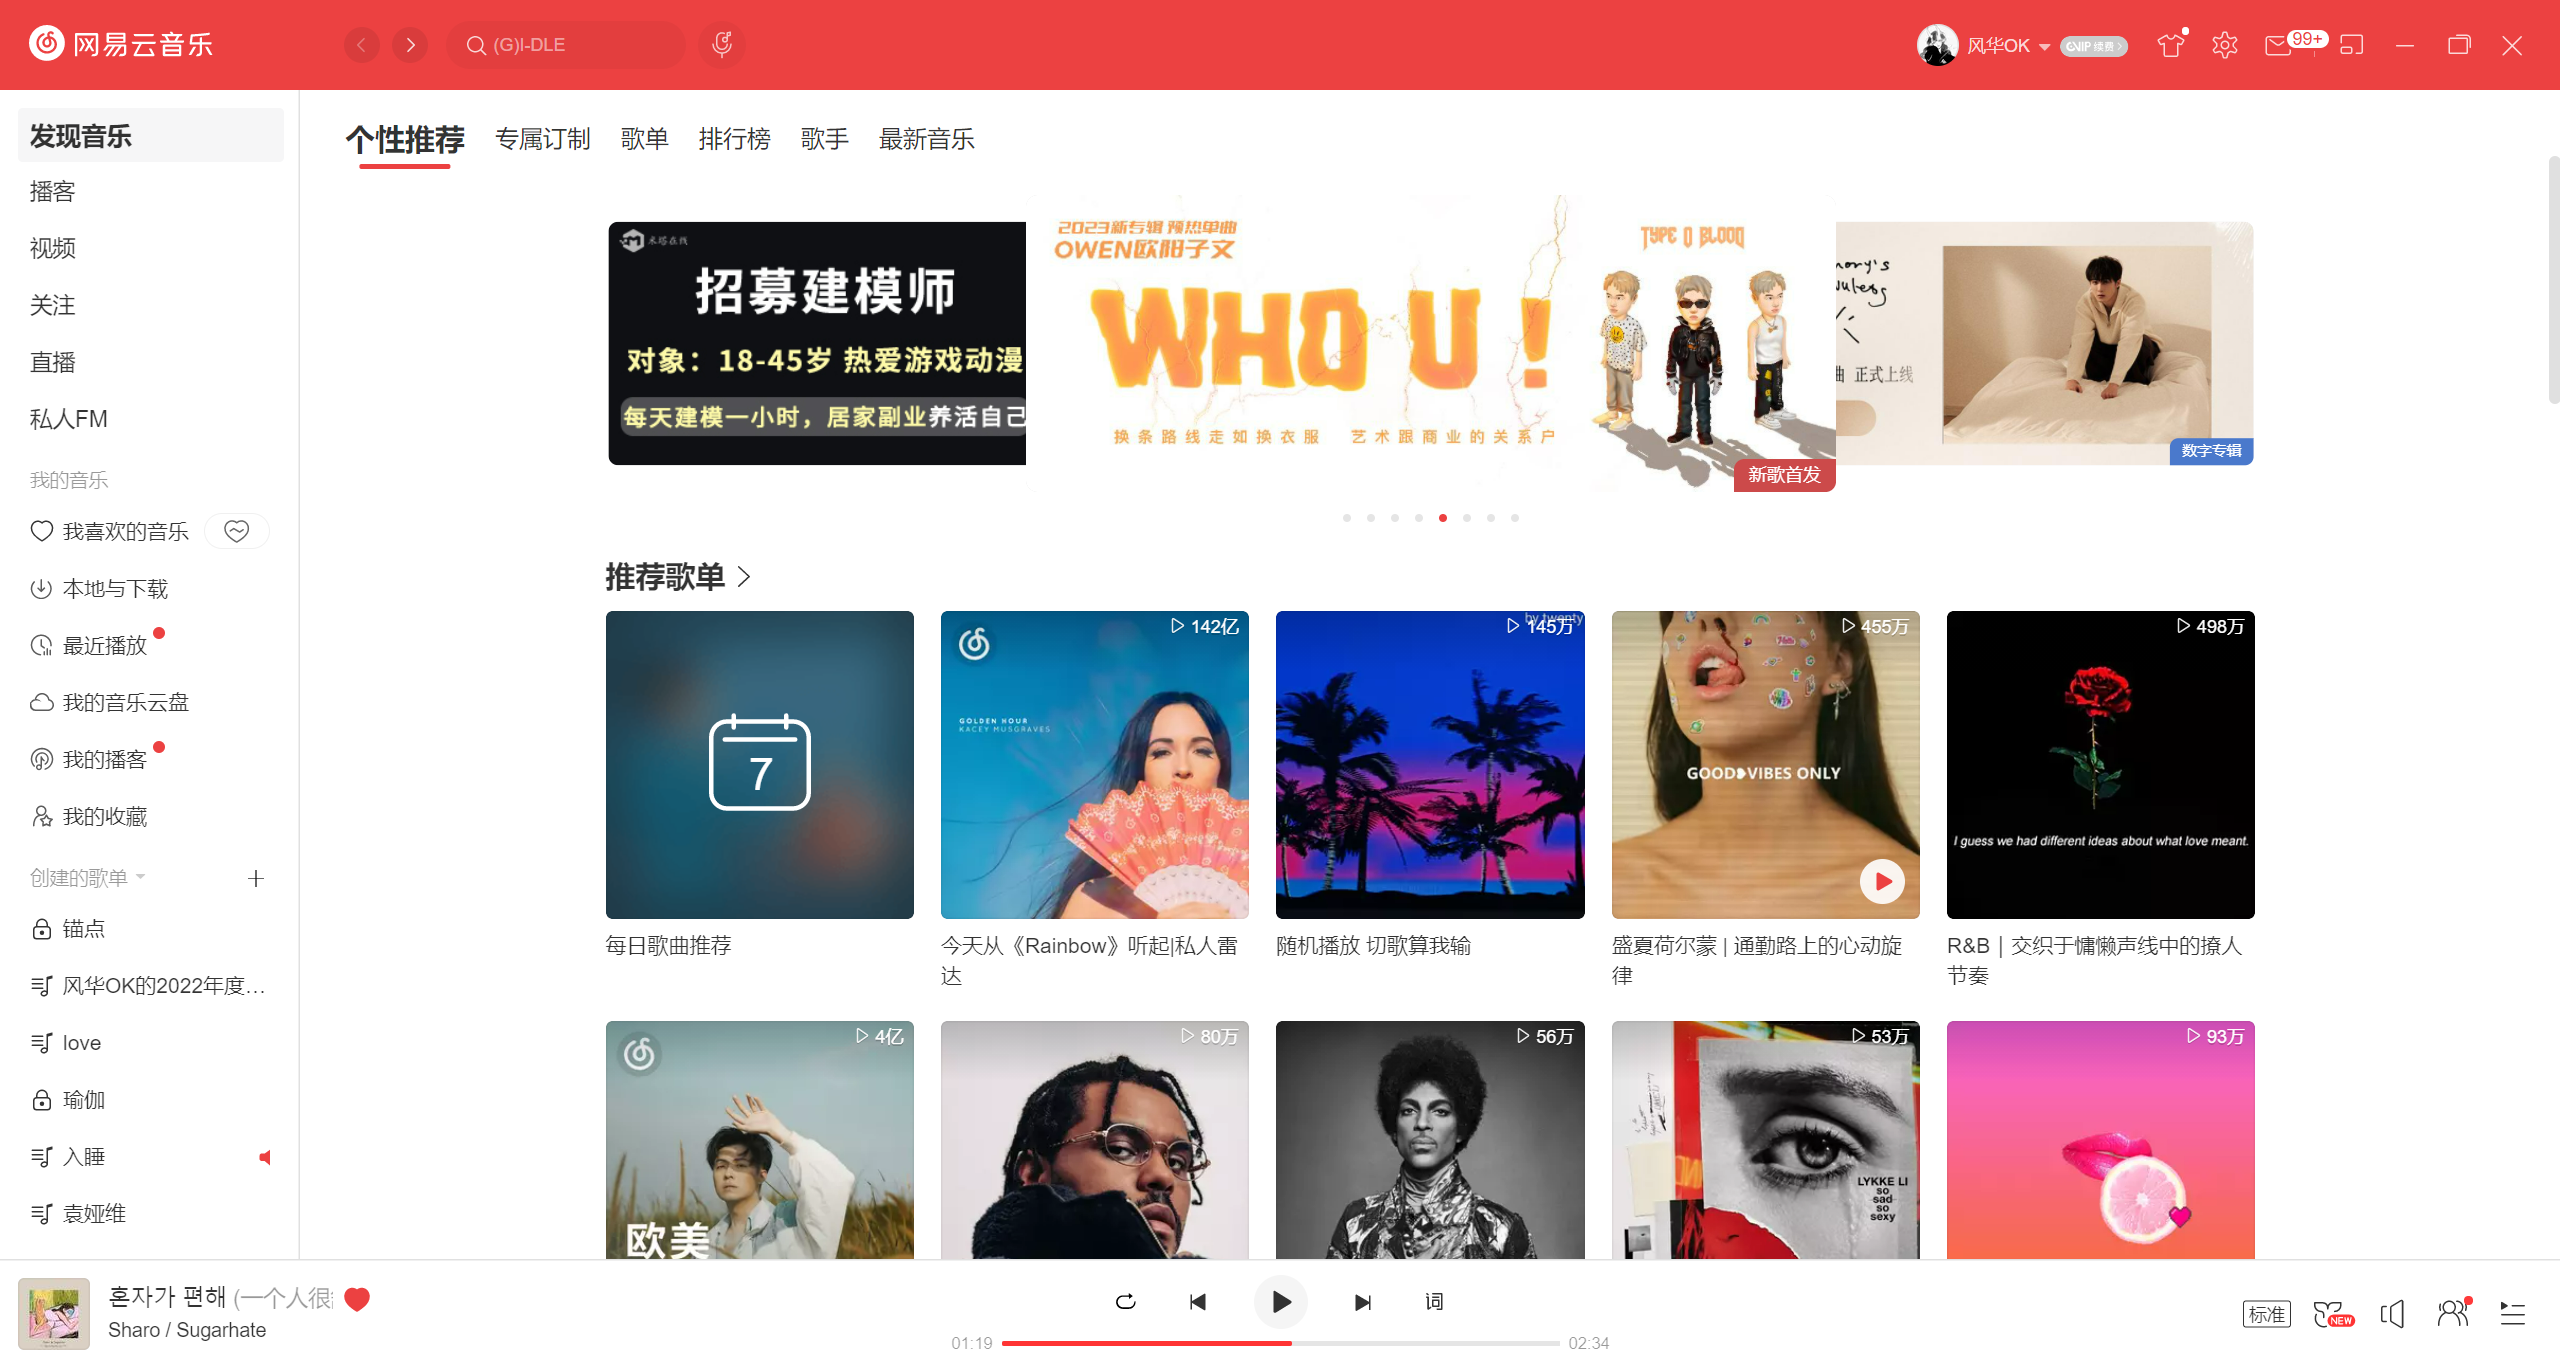 网易云音乐
(G)I-DLE
风华OK
VIP 续费
99+
发现音乐
播客
视频
关注
直播
私人FM
我的音乐
我喜欢的音乐
本地与下载
最近播放
我的音乐云盘
我的播客
我的收藏
创建的歌单
锚点
风华OK的2022年度...
love
瑜伽
入睡
袁娅维
个性推荐 专属订制 歌单 排行榜 歌手 最新音乐
米塔在线
招募建模师
对象：18-45岁 热爱游戏动漫
每天建模一小时，居家副业养活自己
2023新专辑 预热单曲
OWEN欧阳子文
WHO U !
换条路线走如换衣服 艺术跟商业的关系户
TYPE O BLOOD
新歌首发
曲 正式上线
数字专辑
推荐歌单
7
每日歌曲推荐
142亿
GOLDEN HOUR
KACEY MUSGRAVES
今天从《Rainbow》听起|私人雷
达
by twenty
145万
随机播放 切歌算我输
455万
GOOD VIBES ONLY
盛夏荷尔蒙 | 通勤路上的心动旋
律
498万
I guess we had different ideas about what love meant.
R&B｜交织于慵懒声线中的撩人
节奏
4亿
欧美
80万
56万
53万
LYKKE LI
so
sad
so
sexy
93万
혼자가 편해 (一个人很
Sharo / Sugarhate
词
01:19
02:34
标准
NEW